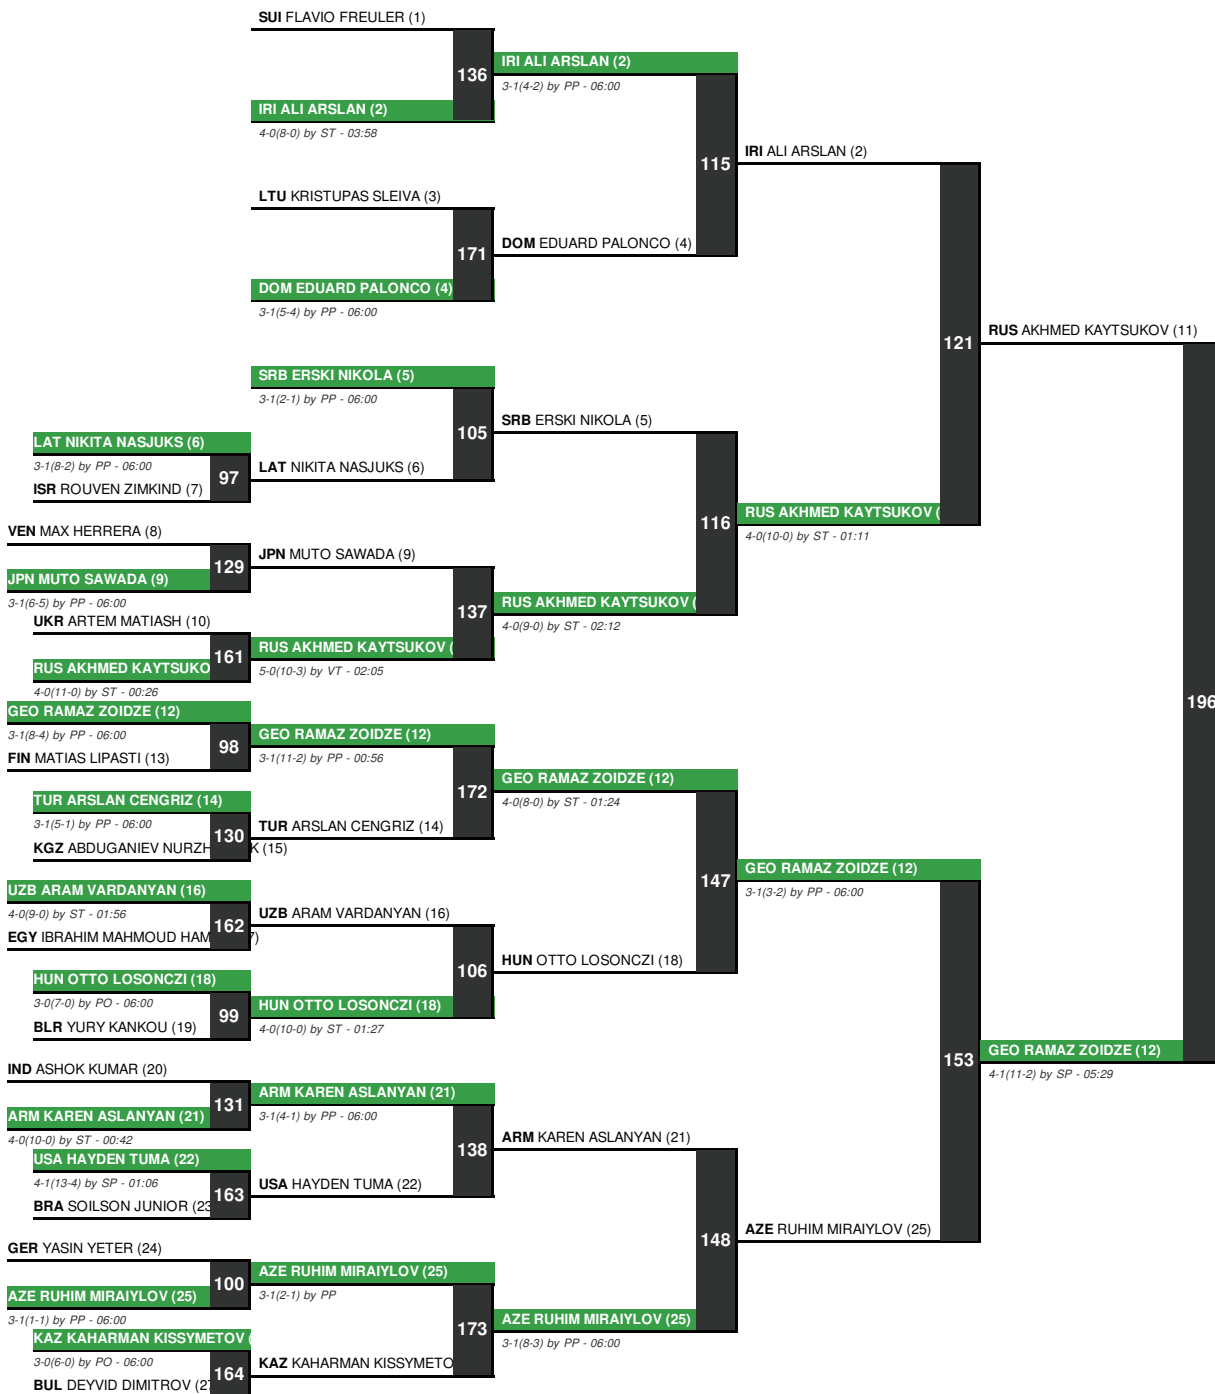 SUI FLAVIO FREULER (1)
136
IRI ALI ARSLAN (2)
3-1(4-2) by PP - 06:00
IRI ALI ARSLAN (2)
4-0(8-0) by ST - 03:58
115
IRI ALI ARSLAN (2)
LTU KRISTUPAS SLEIVA (3)
171
DOM EDUARD PALONCO (4)
DOM EDUARD PALONCO (4)
3-1(5-4) by PP - 06:00
121
RUS AKHMED KAYTSUKOV (11)
SRB ERSKI NIKOLA (5)
3-1(2-1) by PP - 06:00
105
SRB ERSKI NIKOLA (5)
LAT NIKITA NASJUKS (6)
3-1(8-2) by PP - 06:00
97
LAT NIKITA NASJUKS (6)
ISR ROUVEN ZIMKIND (7)
116
RUS AKHMED KAYTSUKOV (
4-0(10-0) by ST - 01:11
VEN MAX HERRERA (8)
129
JPN MUTO SAWADA (9)
JPN MUTO SAWADA (9)
3-1(6-5) by PP - 06:00
137
RUS AKHMED KAYTSUKOV (
4-0(9-0) by ST - 02:12
UKR ARTEM MATIASH (10)
161
RUS AKHMED KAYTSUKOV (
5-0(10-3) by VT - 02:05
RUS AKHMED KAYTSUKO
4-0(11-0) by ST - 00:26
196
GEO RAMAZ ZOIDZE (12)
3-1(8-4) by PP - 06:00
98
GEO RAMAZ ZOIDZE (12)
3-1(11-2) by PP - 00:56
FIN MATIAS LIPASTI (13)
172
GEO RAMAZ ZOIDZE (12)
4-0(8-0) by ST - 01:24
TUR ARSLAN CENGRIZ (14)
3-1(5-1) by PP - 06:00
130
TUR ARSLAN CENGRIZ (14)
KGZ ABDUGANIEV NURZH K (15)
147
GEO RAMAZ ZOIDZE (12)
3-1(3-2) by PP - 06:00
UZB ARAM VARDANYAN (16)
4-0(9-0) by ST - 01:56
162
UZB ARAM VARDANYAN (16)
EGY IBRAHIM MAHMOUD HAM 7)
106
HUN OTTO LOSONCZI (18)
HUN OTTO LOSONCZI (18)
3-0(7-0) by PO - 06:00
99
HUN OTTO LOSONCZI (18)
4-0(10-0) by ST - 01:27
BLR YURY KANKOU (19)
153
GEO RAMAZ ZOIDZE (12)
4-1(11-2) by SP - 05:29
IND ASHOK KUMAR (20)
131
ARM KAREN ASLANYAN (21)
3-1(4-1) by PP - 06:00
ARM KAREN ASLANYAN (21)
4-0(10-0) by ST - 00:42
138
ARM KAREN ASLANYAN (21)
USA HAYDEN TUMA (22)
4-1(13-4) by SP - 01:06
163
USA HAYDEN TUMA (22)
BRA SOILSON JUNIOR (23
148
AZE RUHIM MIRAIYLOV (25)
GER YASIN YETER (24)
100
AZE RUHIM MIRAIYLOV (25)
3-1(2-1) by PP
AZE RUHIM MIRAIYLOV (25)
3-1(1-1) by PP - 06:00
173
AZE RUHIM MIRAIYLOV (25)
3-1(8-3) by PP - 06:00
KAZ KAHARMAN KISSYMETOV (
3-0(6-0) by PO - 06:00
164
KAZ KAHARMAN KISSYMETO
BUL DEYVID DIMITROV (27